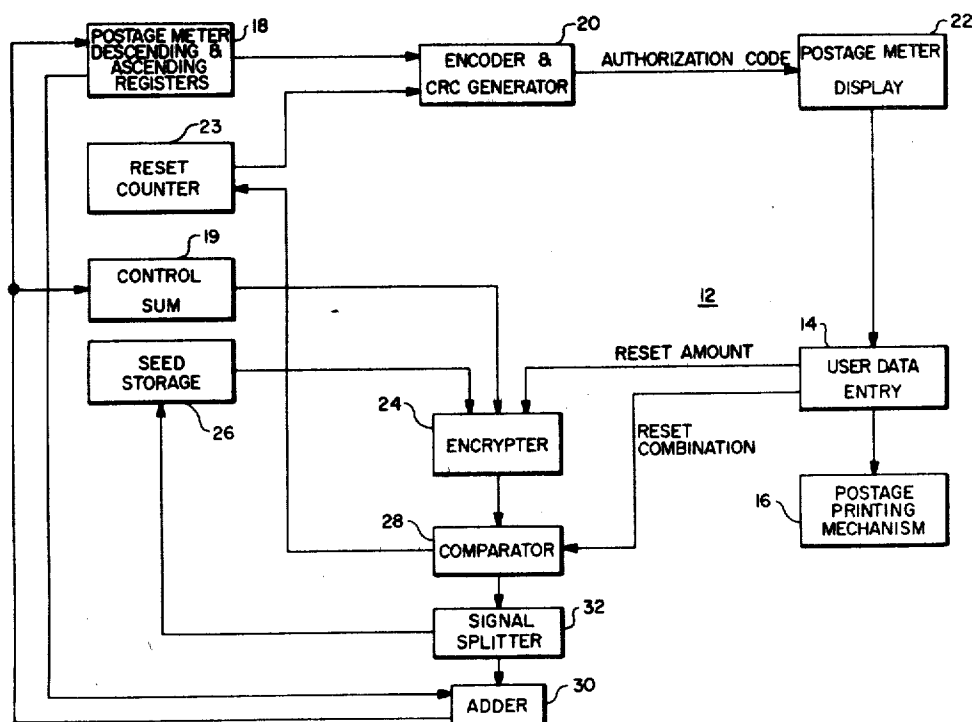 18
POSTAGE METER
DESCENDING &
ASCENDING
REGISTERS
20
ENCODER &
CRC GENERATOR
AUTHORIZATION CODE
22
POSTAGE METER
DISPLAY
23
RESET
COUNTER
19
CONTROL
SUM
12
14
USER DATA
ENTRY
RESET AMOUNT
SEED
STORAGE
26
24
ENCRYPTER
RESET
COMBINATION
16
POSTAGE
PRINTING
MECHANISM
28
COMPARATOR
32
SIGNAL
SPLITTER
30
ADDER